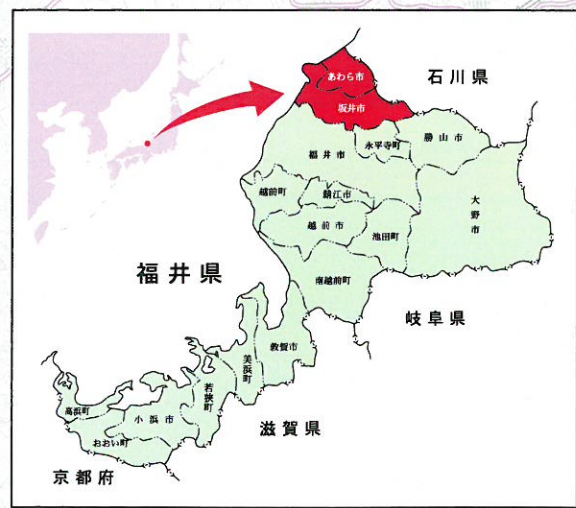 石川県
あわら市
坂井市
勝山市
永平寺町
福井市
越前町
鯖江市
大野市
越前市
池田町
福井県
南越前町
岐阜県
敦賀市
美浜町
若狭町
高浜町
小浜市
おおい町
滋賀県
京都府